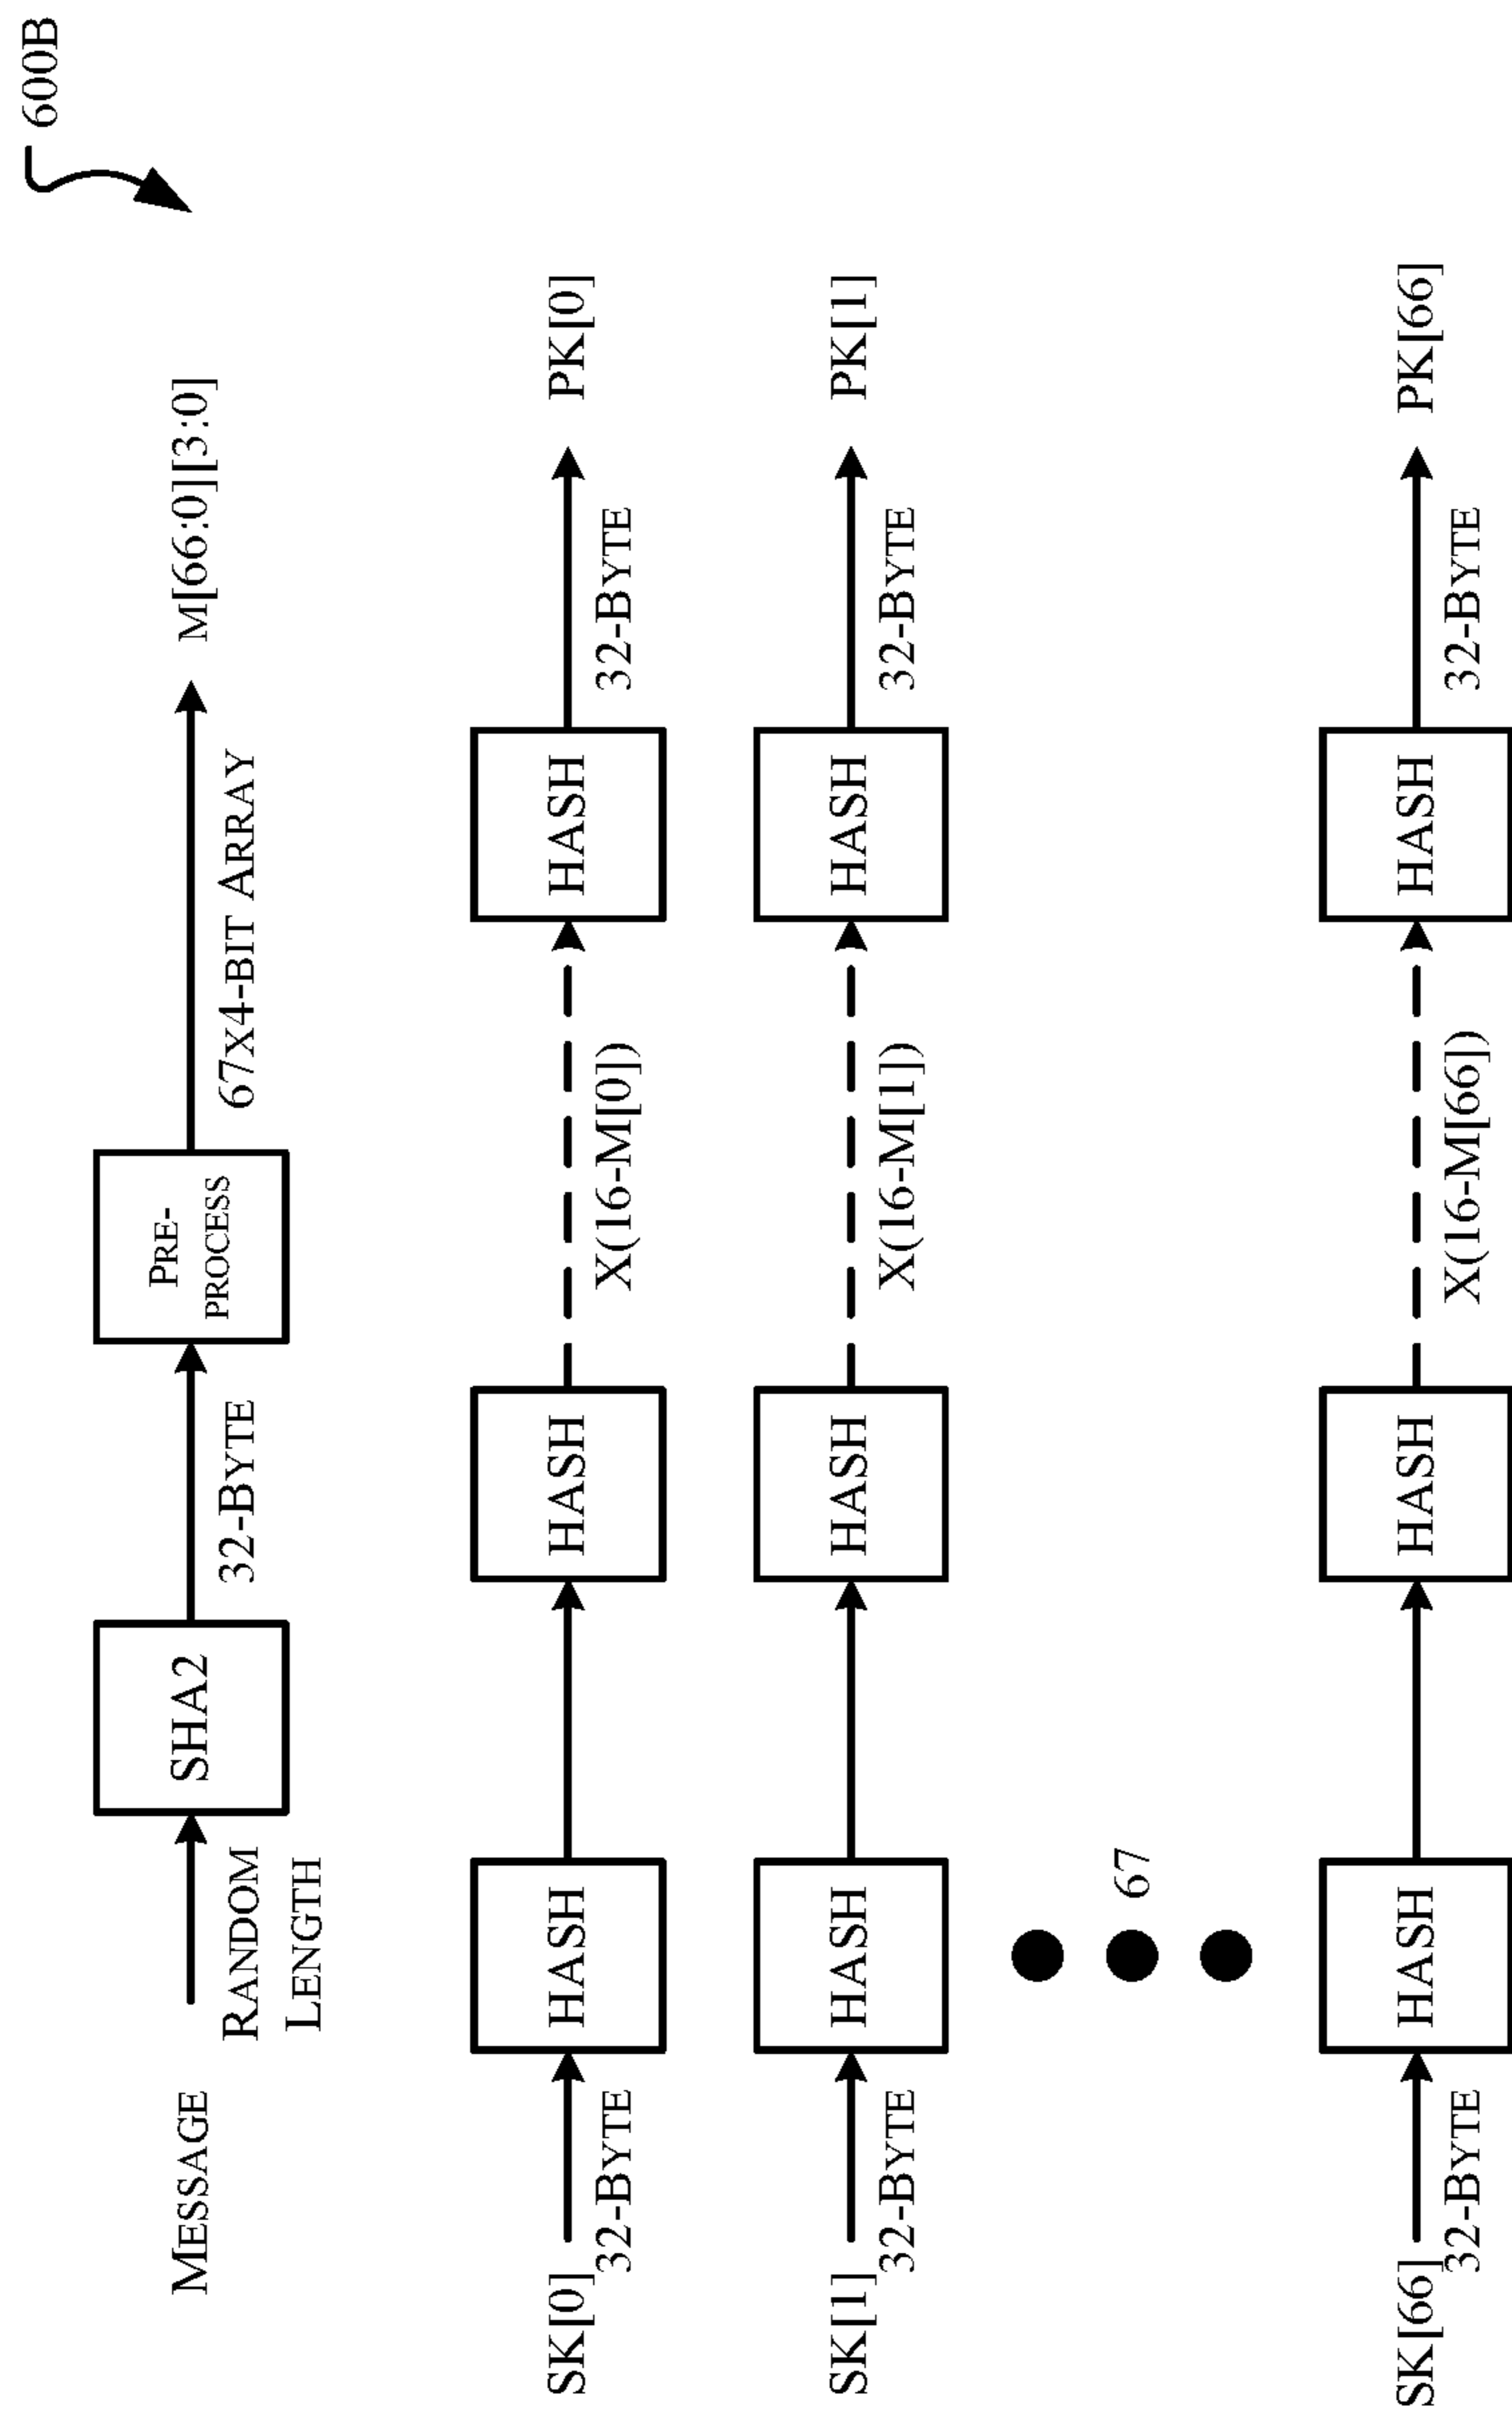 600B
MESSAGE
RANDOM
LENGTH
SHA2
32-BYTE
PRE-
PROCESS
67X4-BIT ARRAY
M[66:0][3:0]
SK[0]
32-BYTE
HASH
HASH
X(16-M[0])
HASH
32-BYTE
PK[0]
SK[1]
32-BYTE
HASH
HASH
X(16-M[1])
HASH
32-BYTE
PK[1]
67
SK[66]
32-BYTE
HASH
HASH
X(16-M[66])
HASH
32-BYTE
PK[66]